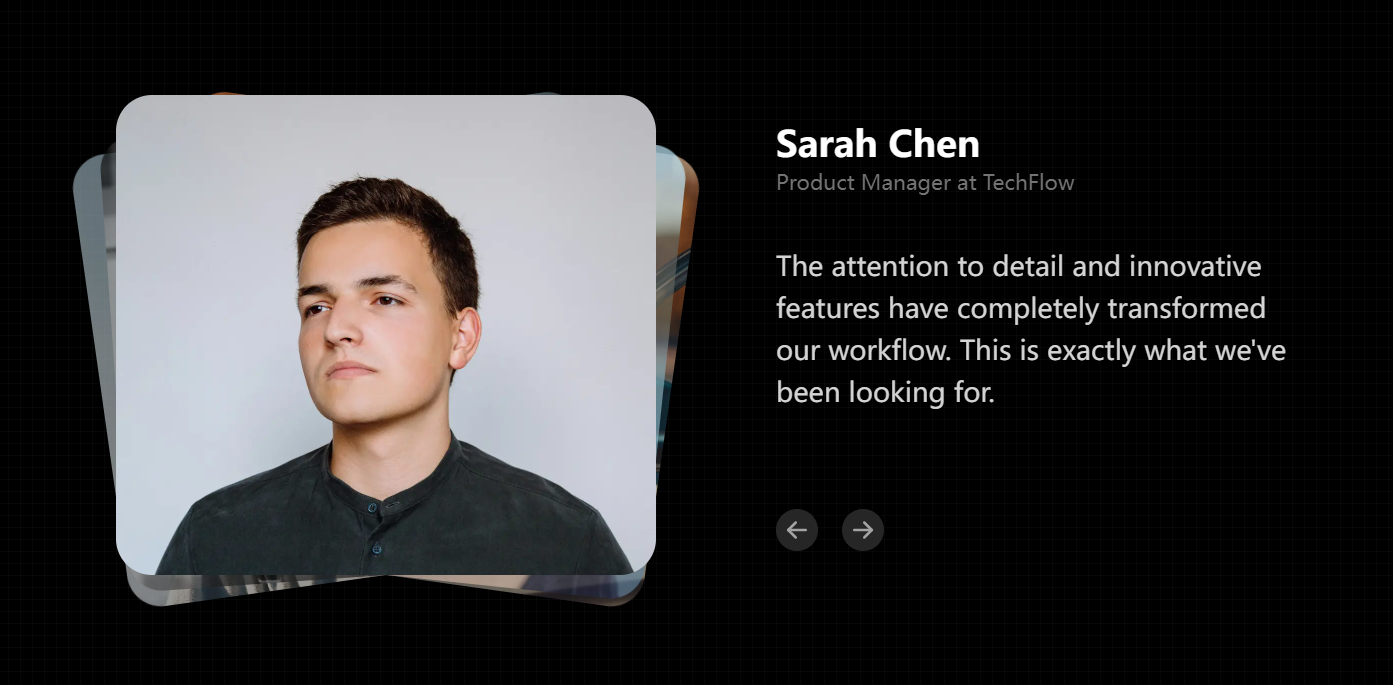 Sarah Chen
Product Manager at TechFlow
The attention to detail and innovative
features have completely transformed
our workflow. This is exactly what we've
been looking for.